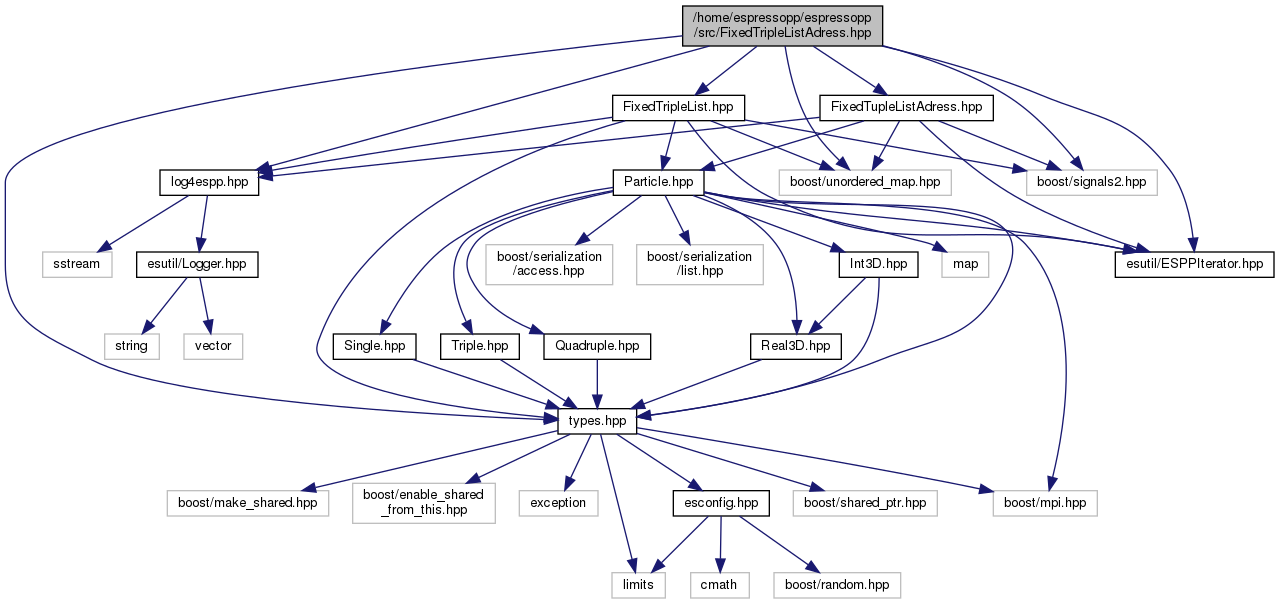 /home/espressopp/espressopp
/src/FixedTripleListAdress.hpp
FixedTripleList.hpp
FixedTupleListAdress.hpp
log4espp.hpp
Particle.hpp
boost/unordered_map.hpp
boost/signals2.hpp
sstream
esutil/Logger.hpp
boost/serialization
/access.hpp
boost/serialization
/list.hpp
Int3D.hpp
map
esutil/ESPPIterator.hpp
string
vector
Single.hpp
Triple.hpp
Quadruple.hpp
Real3D.hpp
types.hpp
boost/make_shared.hpp
boost/enable_shared
_from_this.hpp
exception
esconfig.hpp
boost/shared_ptr.hpp
boost/mpi.hpp
limits
cmath
boost/random.hpp